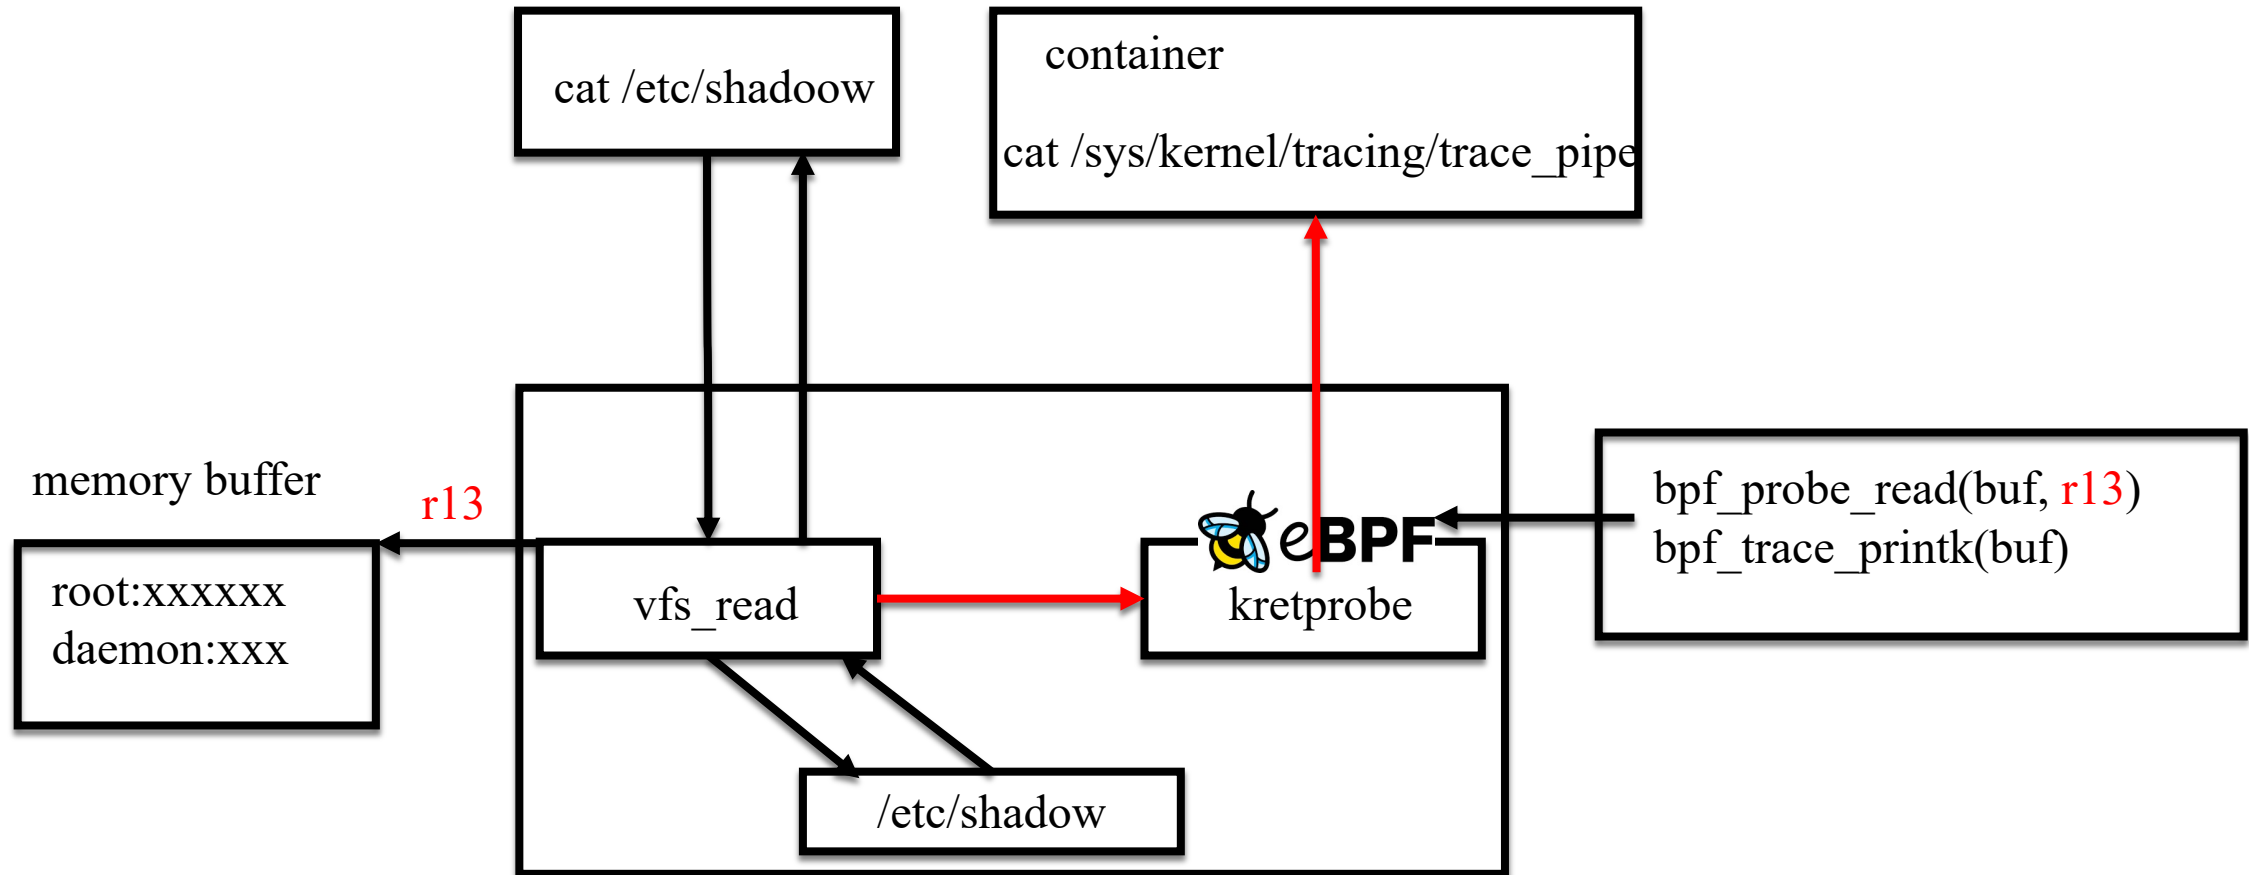 cat /etc/shadoow
container
cat /sys/kernel/tracing/trace_pipe
memory buffer
r13
root:xxxxxx
daemon:xxx
vfs_read
eBPF
kretprobe
bpf_probe_read(buf, r13)
bpf_trace_printk(buf)
/etc/shadow